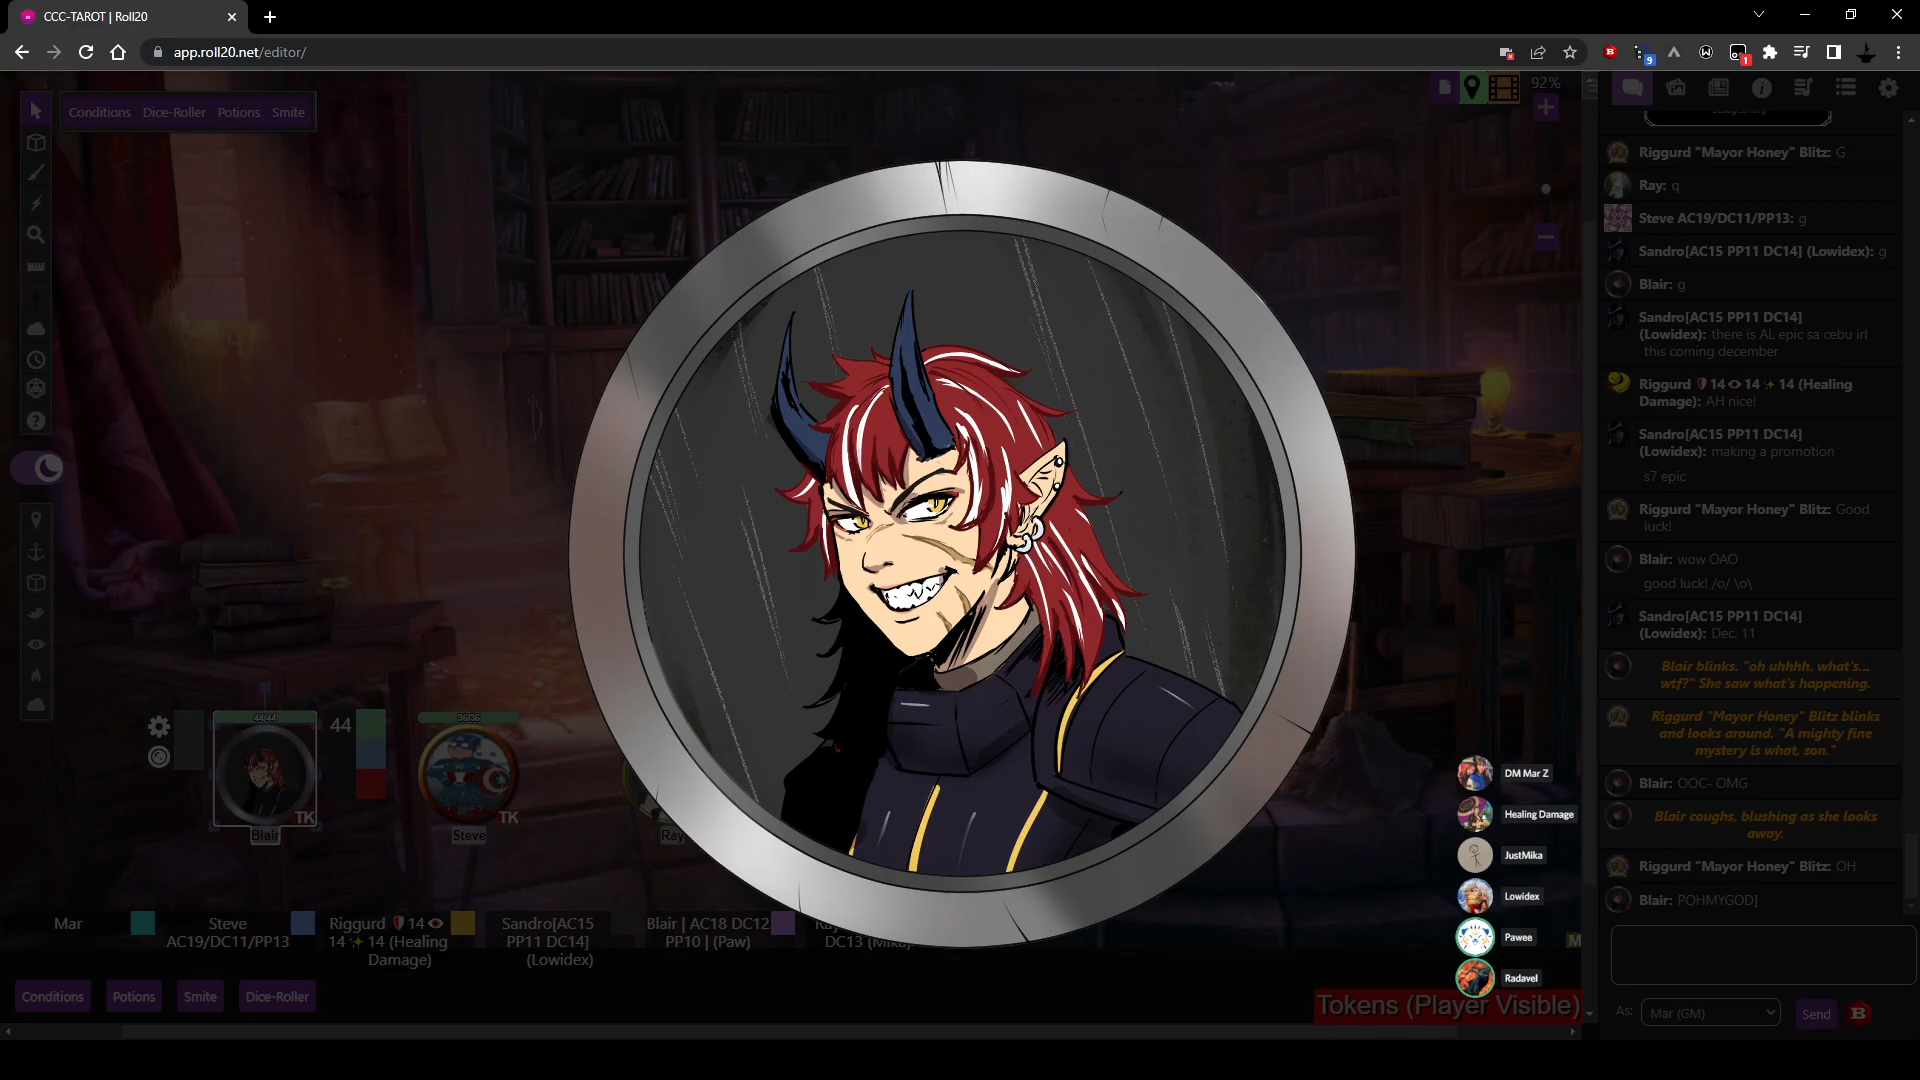 CCC-TAROT | Roll20
app.roll20.net/editor/
9
1
Conditions Dice-Roller Potions Smite
92%
Riggurd "Mayor Honey" Blitz: G
Ray: q
Steve AC19/DC11/PP13: g
Sandro[AC15 PP11 DC14] (Lowidex): g
Blair: g
Sandro[AC15 PP11 DC14]
(Lowidex): there is AL epic sa cebu irl
this coming december
Riggurd 14 14 14 (Healing
Damage): AH nice!
Sandro[AC15 PP11 DC14]
(Lowidex): making a promotion
s7 epic
Riggurd "Mayor Honey" Blitz: Good
luck!
Blair: wow OAO
good luck! /o/ \o\
Sandro[AC15 PP11 DC14]
(Lowidex): Dec. 11
Blair blinks. "oh uhhhh. what's...
wtf?" She saw what's happening.
Riggurd "Mayor Honey" Blitz blinks
and looks around. "A mighty fine
mystery is what, son."
Blair: OOC- OMG
Blair coughs, blushing as she looks
away.
Riggurd "Mayor Honey" Blitz: OH
Blair: POHMYGOD]
44/44
44
TK
Blair
36/36
TK
Steve
Ray
DM Mar Z
Healing Damage
JustMika
Lowidex
Pawee
Radavel
Mar
Steve
AC19/DC11/PP13
Riggurd 14
14 14 (Healing
Damage)
Sandro[AC15
PP11 DC14]
(Lowidex)
Blair | AC18 DC12
PP10 | (Paw)
DC13 (Mika)
Conditions Potions Smite Dice-Roller
Tokens (Player Visible)
As: Mar (GM) Send
B